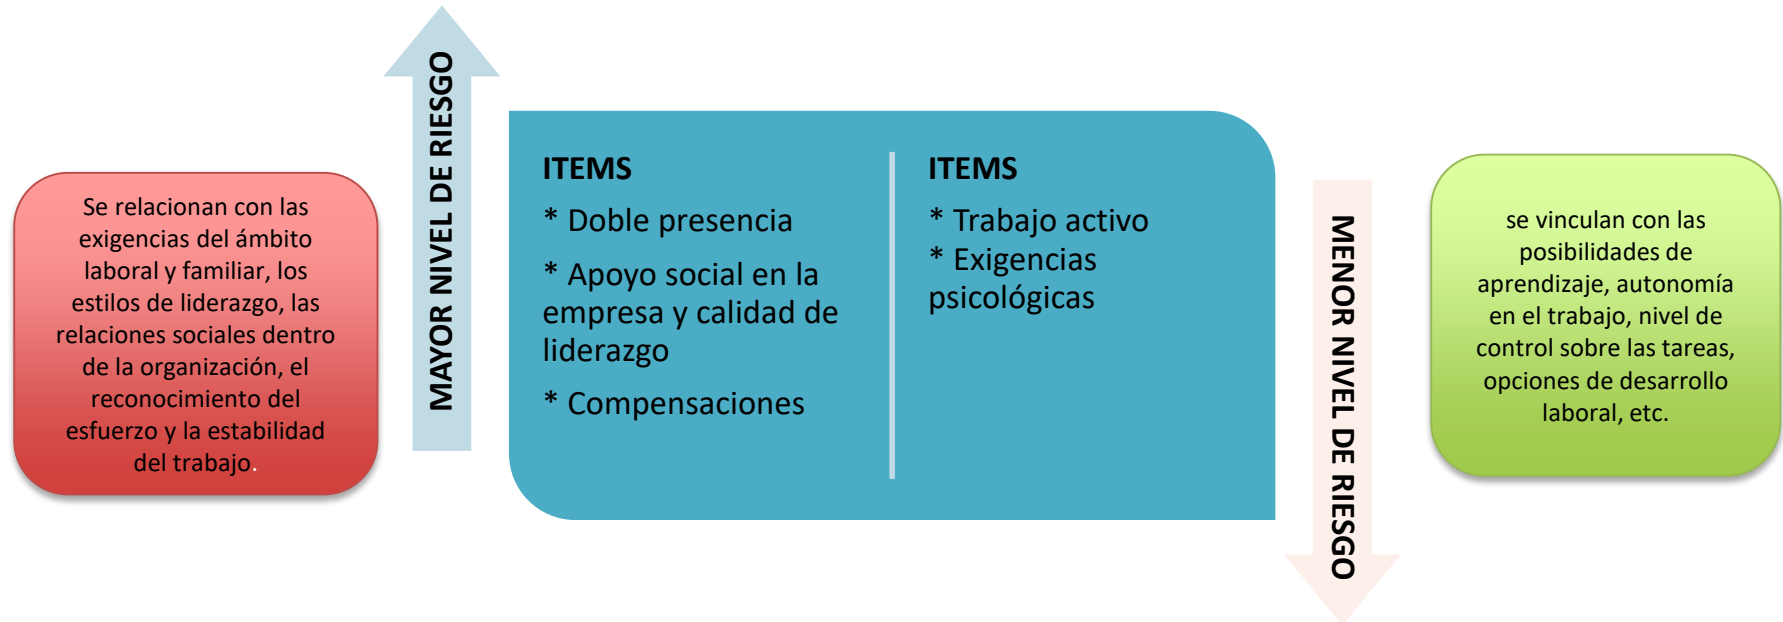 Se relacionan con las
exigencias del ámbito
laboral y familiar, los
estilos de liderazgo, las
relaciones sociales dentro
de la organización, el
reconocimiento del
esfuerzo y la estabilidad
del trabajo.
MAYOR NIVEL DE RIESGO
ITEMS
* Doble presencia
* Apoyo social en la
empresa y calidad de
liderazgo
* Compensaciones
ITEMS
* Trabajo activo
* Exigencias
psicológicas
MENOR NIVEL DE RIESGO
se vinculan con las
posibilidades de
aprendizaje, autonomía
en el trabajo, nivel de
control sobre las tareas,
opciones de desarrollo
laboral, etc.